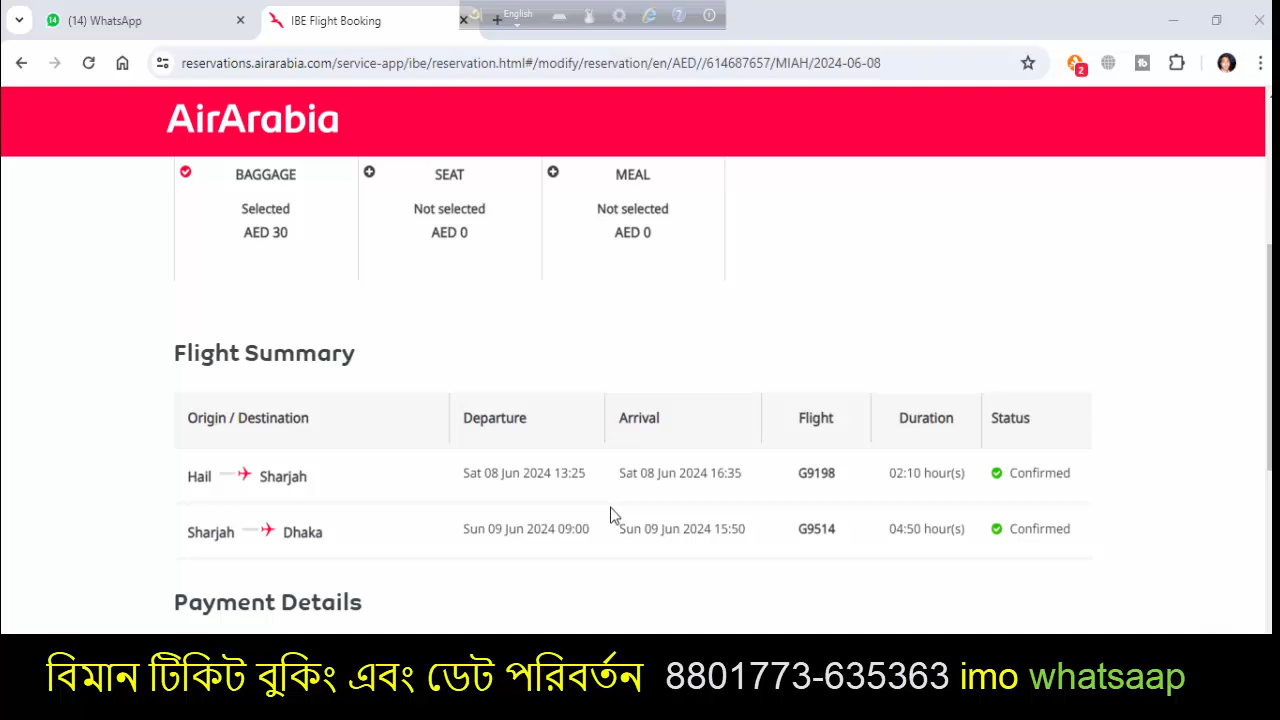 (14) WhatsApp
IBE Flight Booking
English
reservations.airarabia.com/service-app/ibe/reservation.html#/modify/reservation/en/AED//614687657/MIAH/2024-06-08
2
AirArabia
BAGGAGE SEAT MEAL
Selected Not selected Not selected
AED 30 AED 0 AED 0
Flight Summary
Origin / Destination Departure Arrival Flight Duration Status
Hail Sharjah Sat 08 Jun 2024 13:25 Sat 08 Jun 2024 16:35 G9198 02:10 hour(s) Confirmed
Sharjah Dhaka Sun 09 Jun 2024 09:00 Sun 09 Jun 2024 15:50 G9514 04:50 hour(s) Confirmed
Payment Details
বিমান টিকিট বুকিং এবং ডেট পরিবর্তন 8801773-635363 imo whatsaap